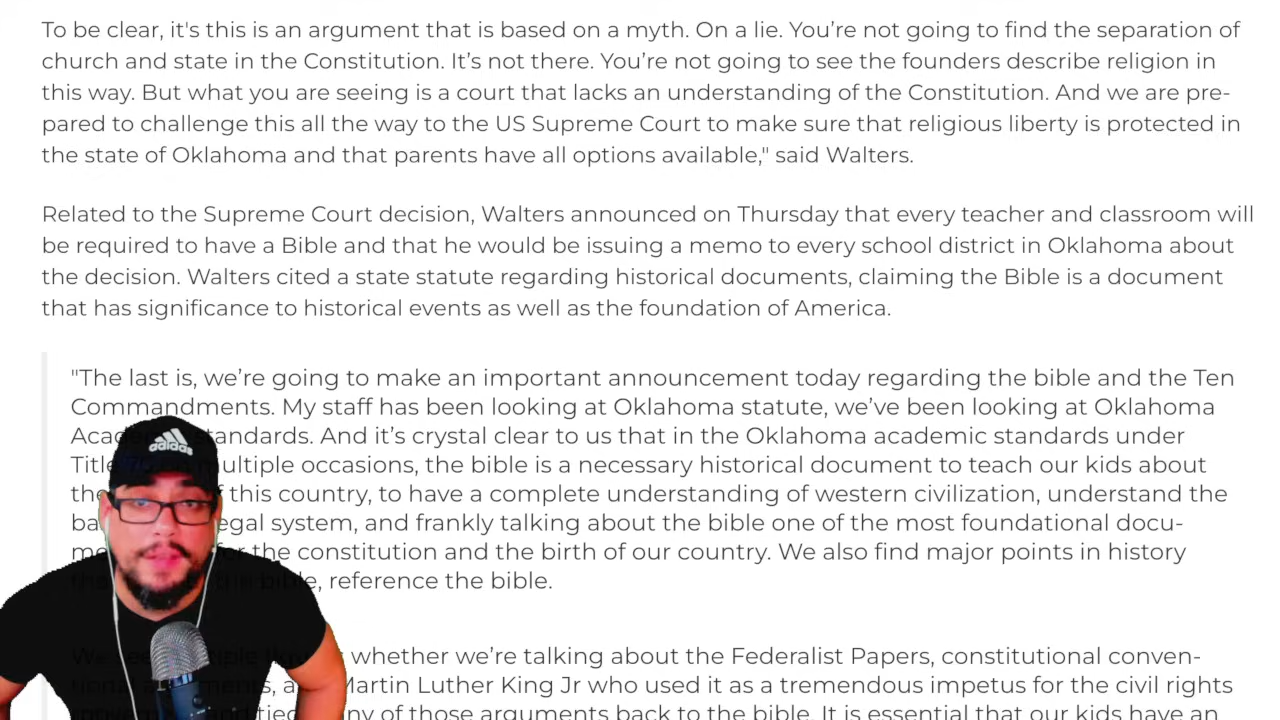 To be clear, it's this is an argument that is based on a myth. On a lie. You’re not going to find the separation of
church and state in the Constitution. It’s not there. You’re not going to see the founders describe religion in
this way. But what you are seeing is a court that lacks an understanding of the Constitution. And we are pre-
pared to challenge this all the way to the US Supreme Court to make sure that religious liberty is protected in
the state of Oklahoma and that parents have all options available," said Walters.
Related to the Supreme Court decision, Walters announced on Thursday that every teacher and classroom will
be required to have a Bible and that he would be issuing a memo to every school district in Oklahoma about
the decision. Walters cited a state statute regarding historical documents, claiming the Bible is a document
that has significance to historical events as well as the foundation of America.
"The last is, we’re going to make an important announcement today regarding the bible and the Ten
Commandments. My staff has been looking at Oklahoma statute, we’ve been looking at Oklahoma
standards. And it’s crystal clear to us that in the Oklahoma academic standards under
Title multiple occasions, the bible is a necessary historical document to teach our kids about
the of this country, to have a complete understanding of western civilization, understand the
legal system, and frankly talking about the bible one of the most foundational docu-
for the constitution and the birth of our country. We also find major points in history
bible, reference the bible.
adidas
We whether we’re talking about the Federalist Papers, constitutional conven-
Martin Luther King Jr who used it as a tremendous impetus for the civil rights
tied many of those arguments back to the bible. It is essential that our kids have an